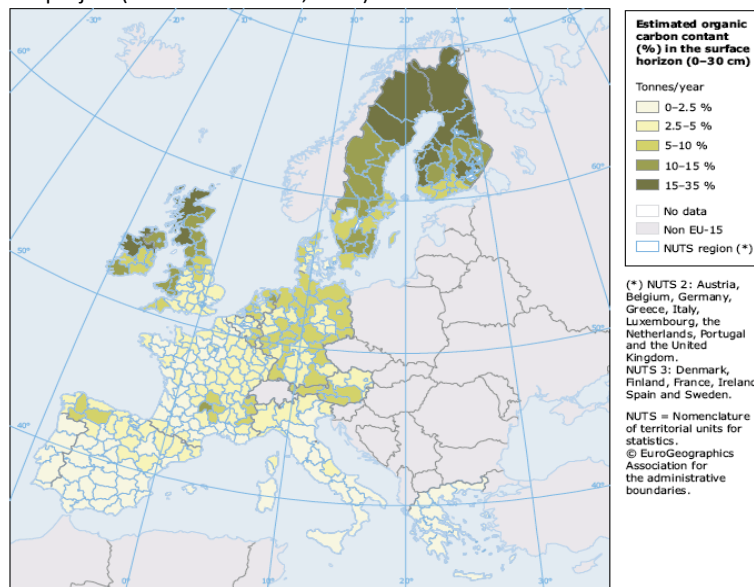 Estimated organic
carbon contant
(%) in the surface
horizon (0–30 cm)
Tonnes/year
0–2.5 %
2.5–5 %
5–10 %
10–15 %
15–35 %
No data
Non EU-15
NUTS region (*)
(*) NUTS 2: Austria,
Belgium, Germany,
Greece, Italy,
Luxembourg, the
Netherlands, Portugal
and the United
Kingdom.
NUTS 3: Denmark,
Finland, France, Ireland
Spain and Sweden.
NUTS = Nomenclature
of territorial units for
statistics.
© EuroGeographics
Association for
the administrative
boundaries.
-30°
-20°
-10°
0°
10°
20°
30°
40°
50°
60°
60°
60°
50°
50°
40°
40°
0°
10°
20°
30°